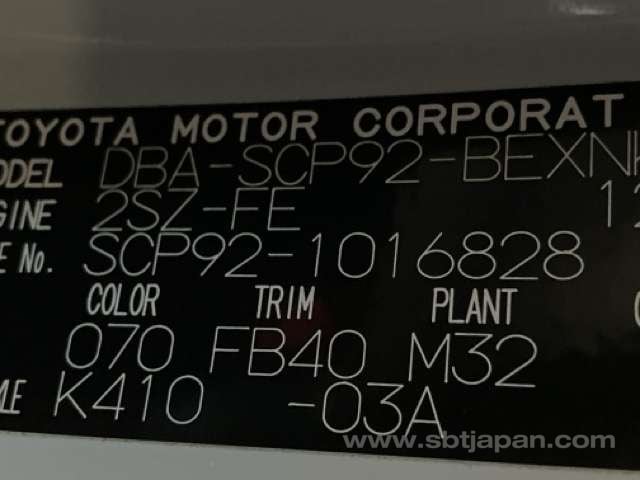 TOYOTA MOTOR CORPORAT
ODEL DBA-SCP92-BEXN
GINE 2SZ-FE 12
E No. SCP92-1016828
COLOR TRIM PLANT
070 FB40 M32
LE K410 -03A
www.sbtjapan.com